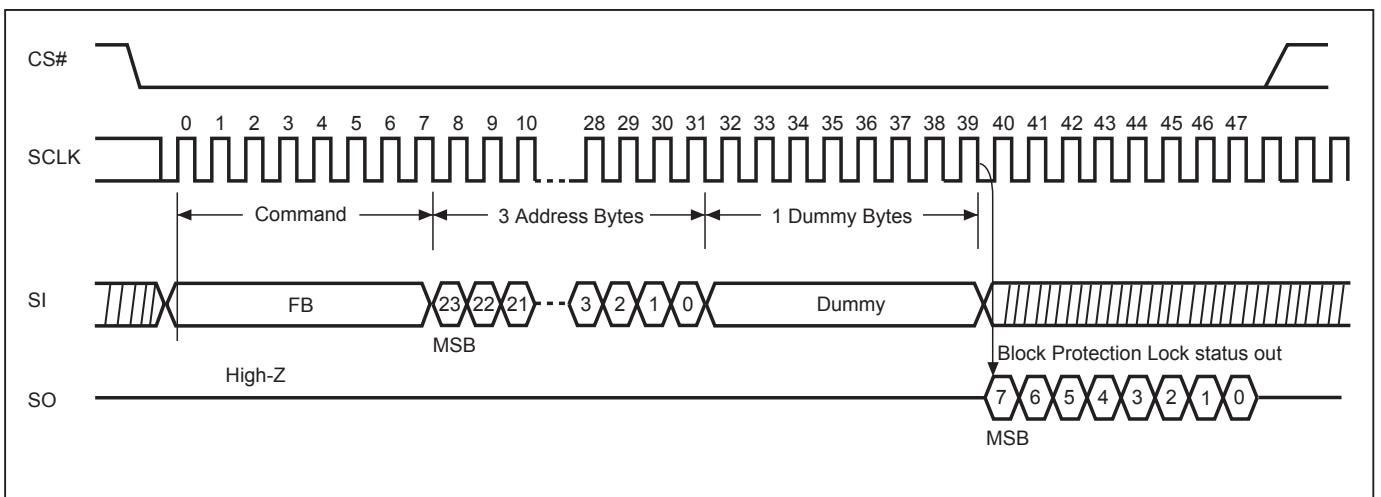 CS#
0 1 2 3 4 5 6 7 8 9 10 28 29 30 31 32 33 34 35 36 37 38 39 40 41 42 43 44 45 46 47
SCLK
Command 3 Address Bytes 1 Dummy Bytes
SI FB 23 22 21 3 2 1 0 Dummy
MSB
Block Protection Lock status out
High-Z
SO 7 6 5 4 3 2 1 0
MSB